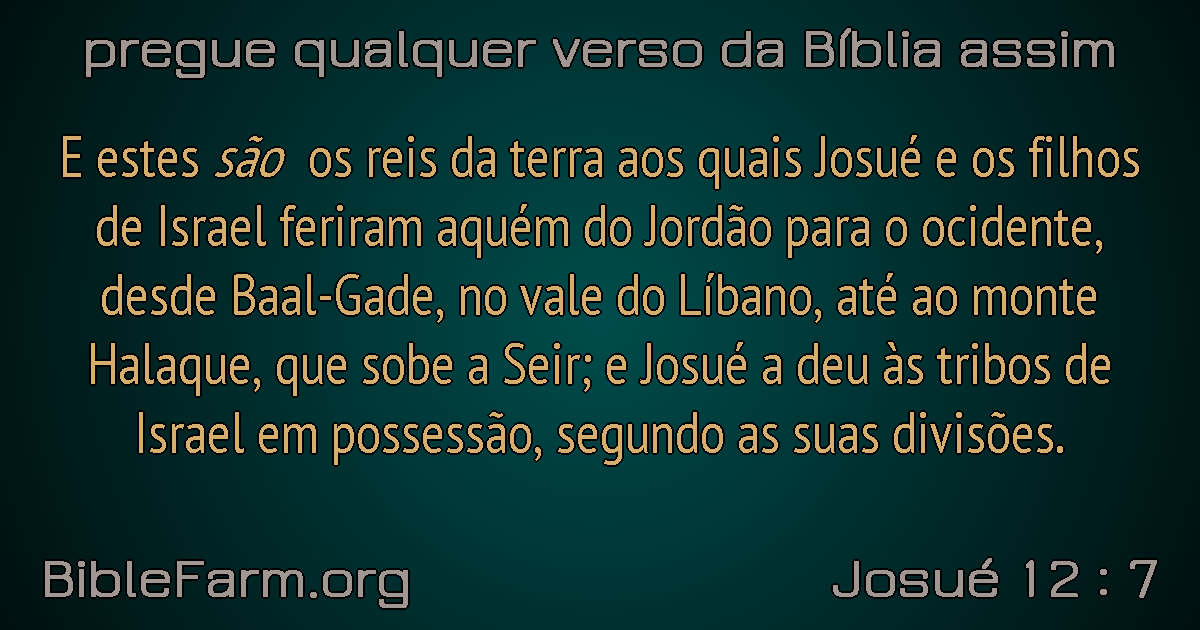 pregue qualquer verso da Bíblia assim
E estes são os reis da terra aos quais Josué e os filhos
de Israel feriram aquém do Jordão para o ocidente,
desde Baal-Gade, no vale do Líbano, até ao monte
Halaque, que sobe a Seir; e Josué a deu às tribos de
Israel em possessão, segundo as suas divisões.
BibleFarm.org
Josué 12 : 7